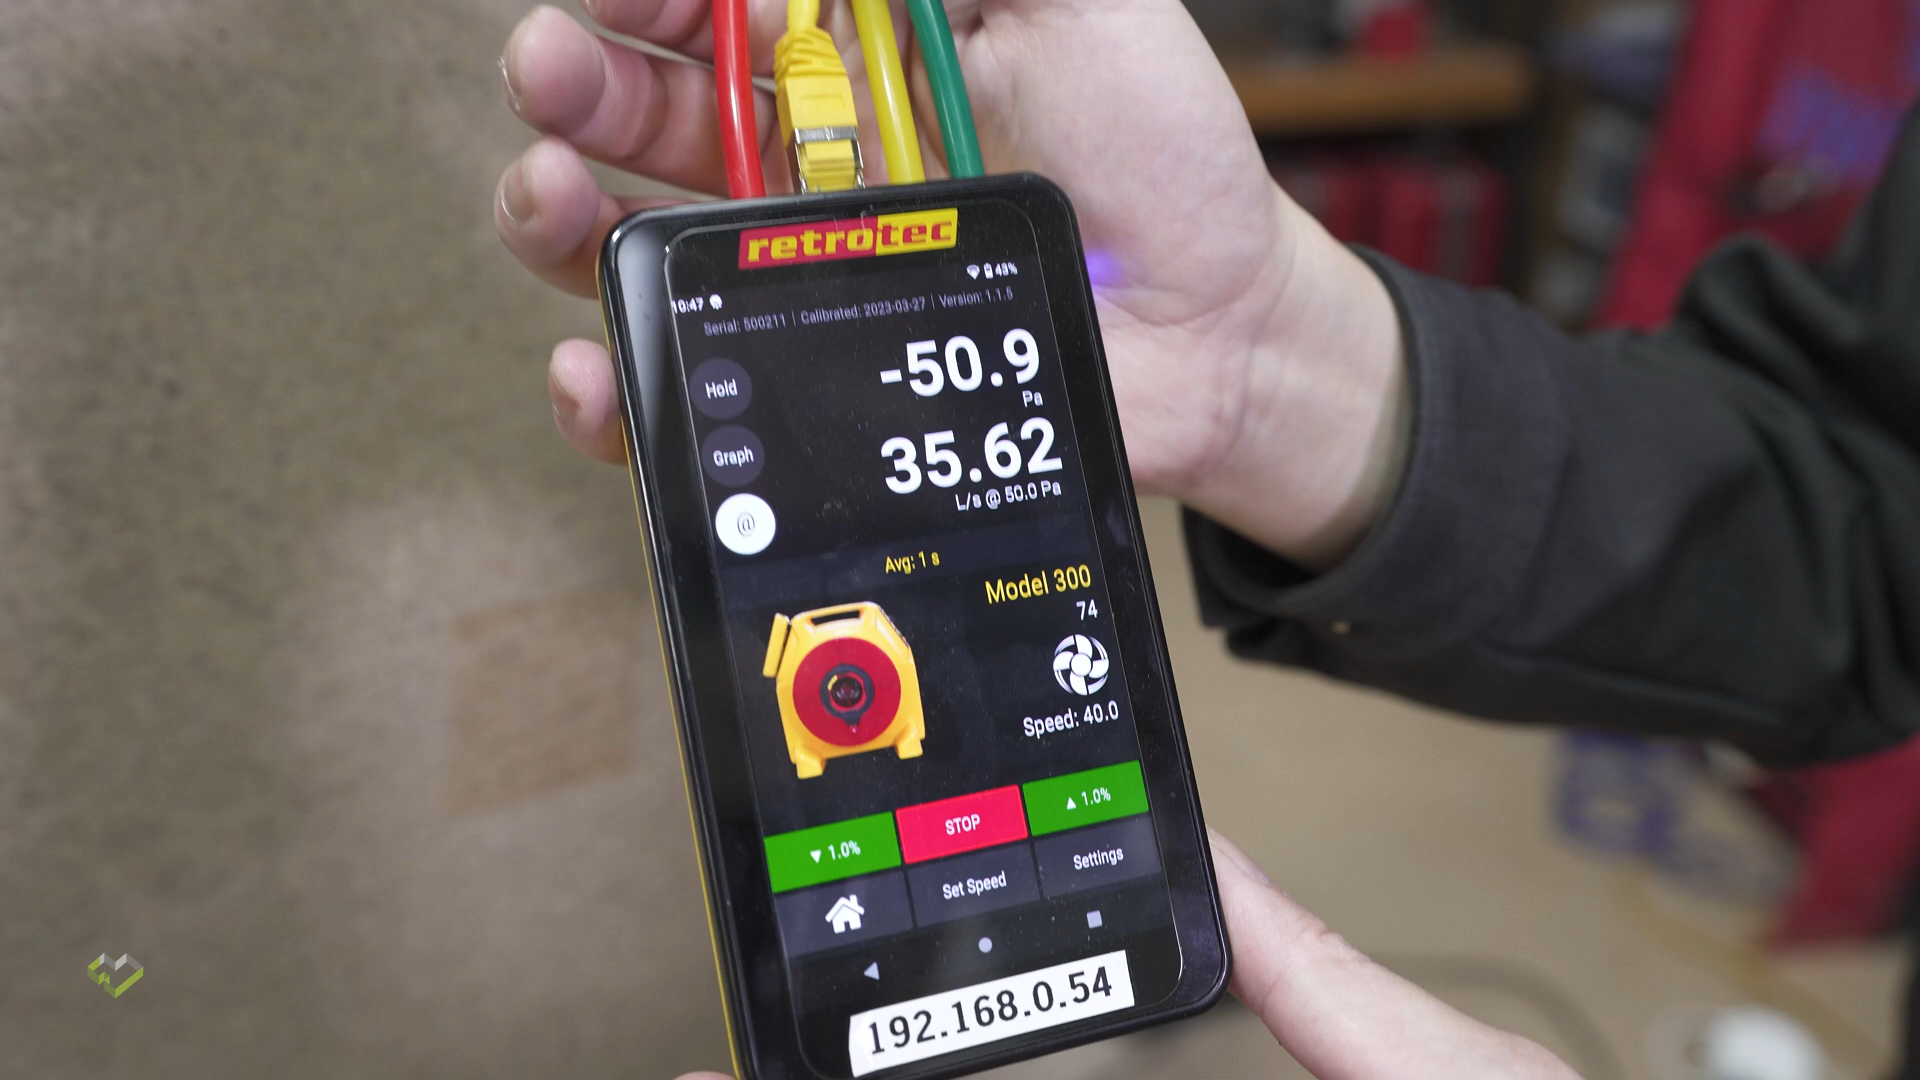 retrotec
43%
10:47
Serial: 500211 | Calibrated: 2023-03-27 | Version: 1.1.5
Hold
-50.9
Pa
Graph
35.62
L/s @ 50.0 Pa
@
Avg: 1 s
Model 300
74
Speed: 40.0
▼ 1.0%
STOP
▲ 1.0%
Set Speed
Settings
192.168.0.54